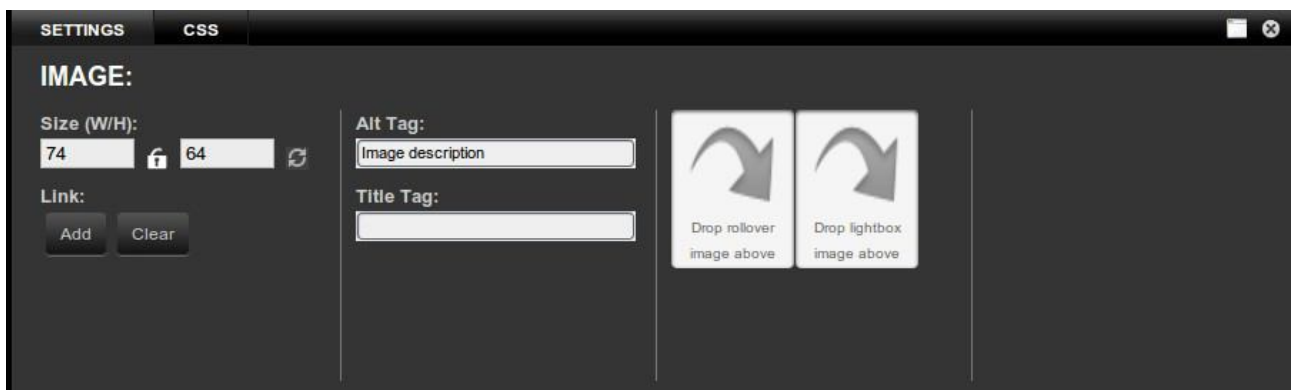 SETTINGS CSS
IMAGE:
Size (W/H):
74 64
Link:
Add Clear
Alt Tag:
Image description
Title Tag:
Drop rollover
image above
Drop lightbox
image above